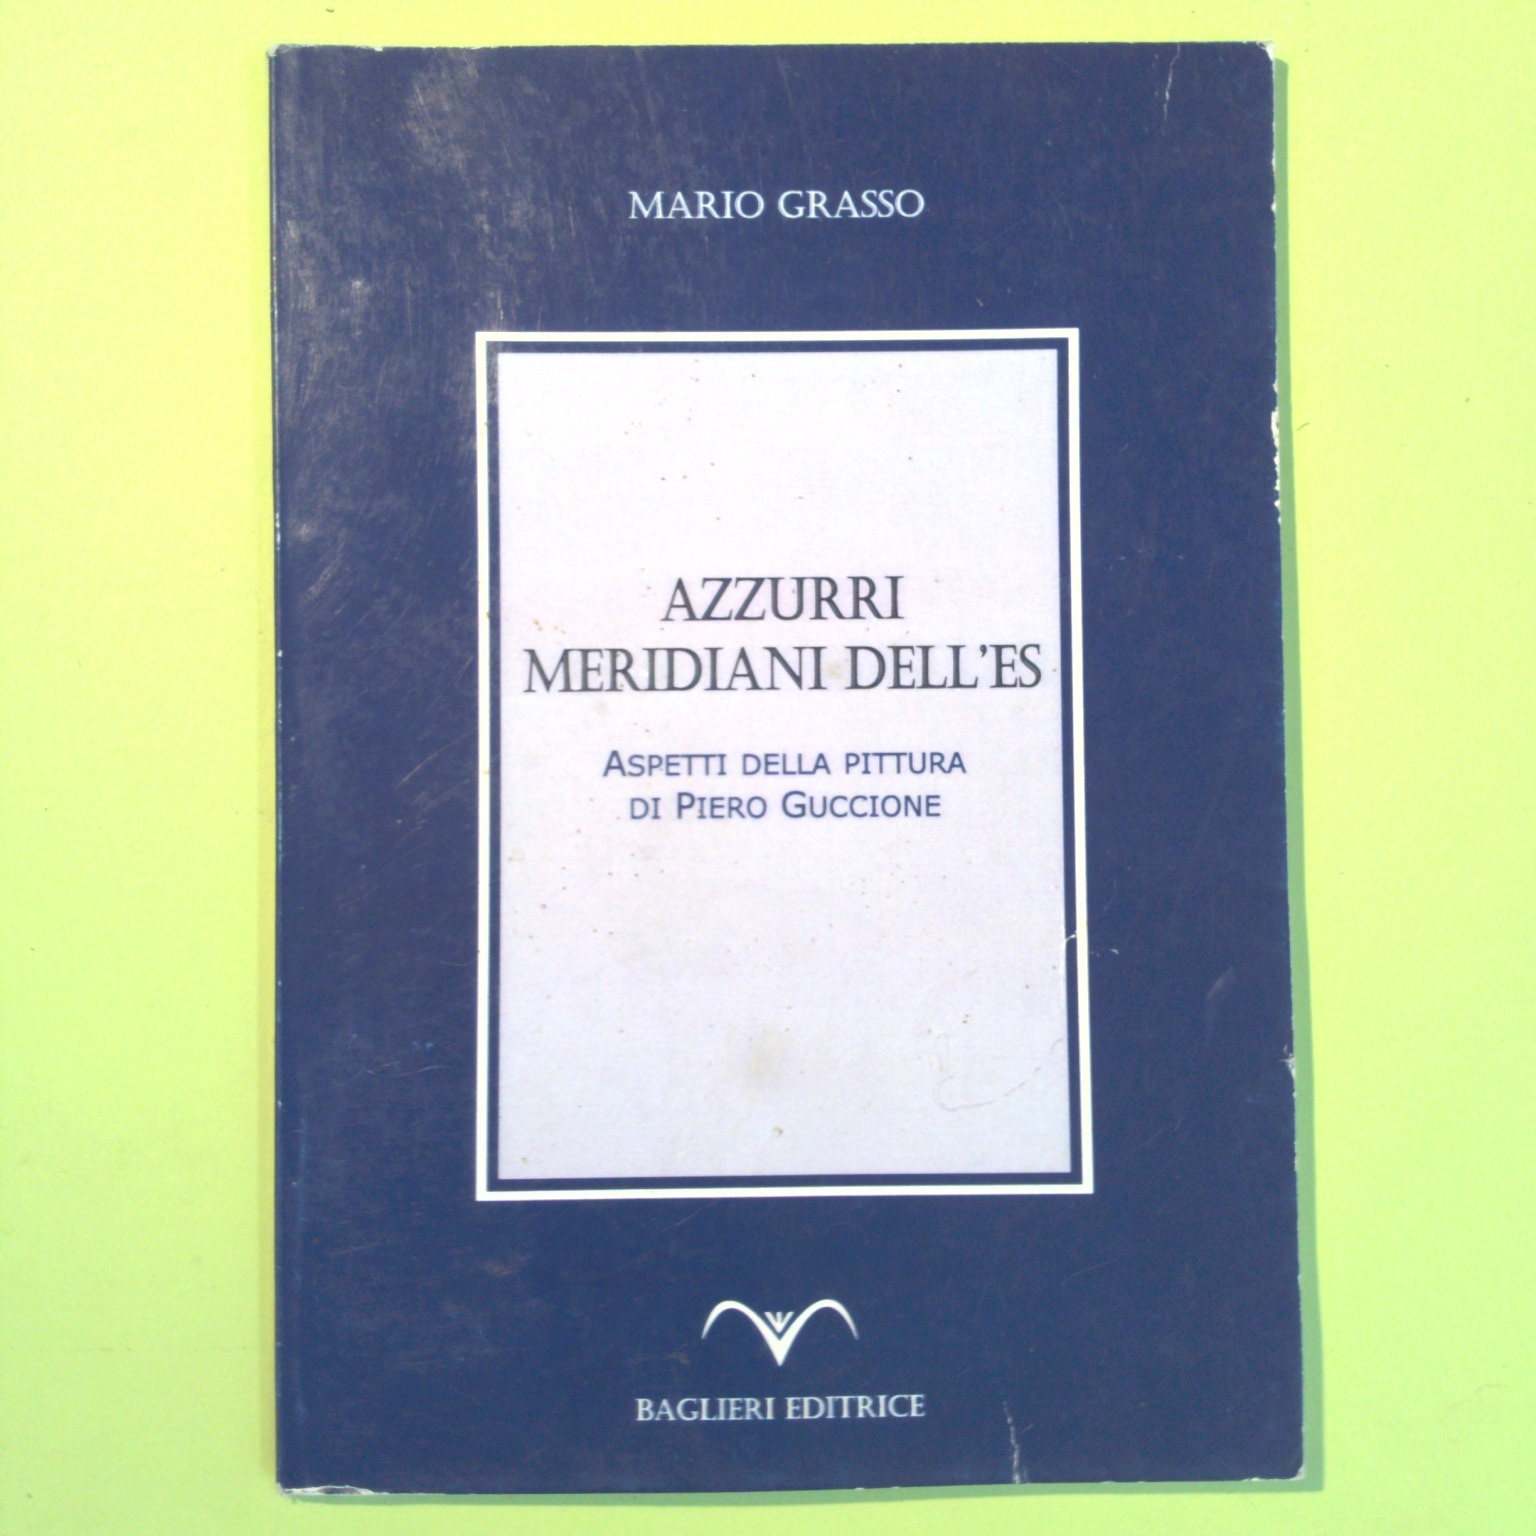 MARIO GRASSO
AZZURRI
MERIDIANI DELL'ES
ASPETTI DELLA PITTURA
DI PIERO GUCCIONE
BAGLIERI EDITRICE